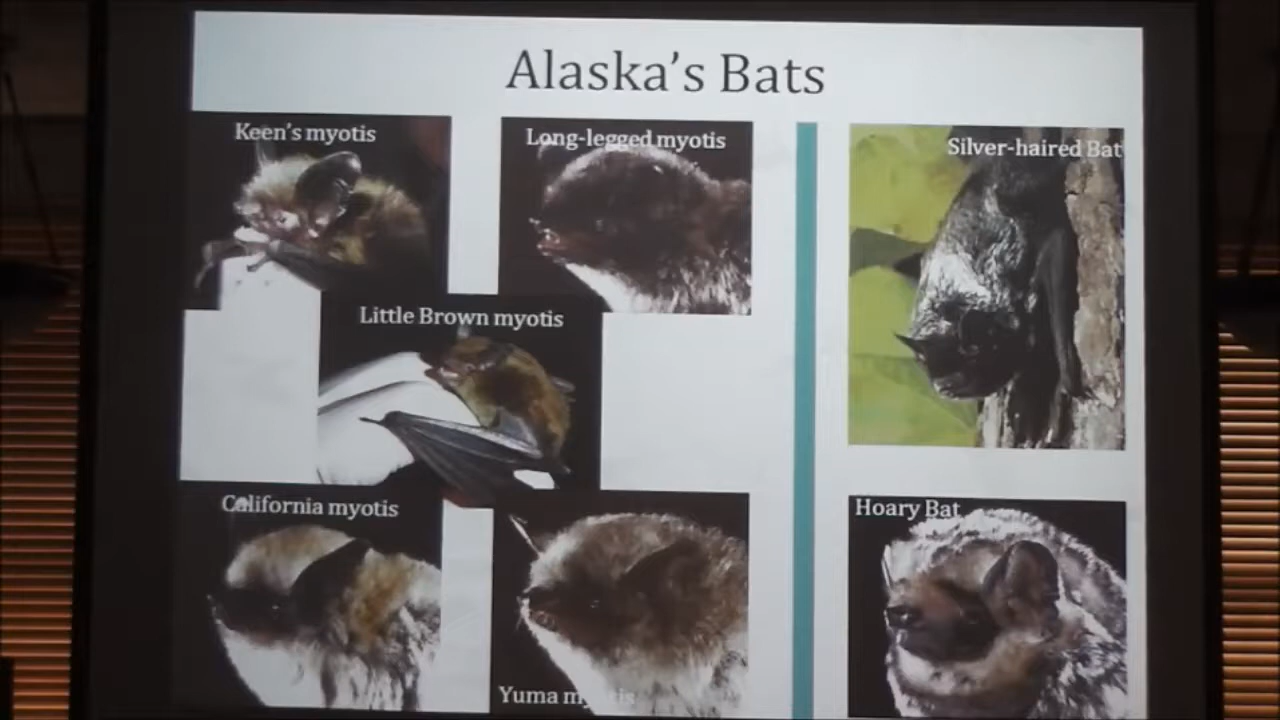 Alaska's Bats
Keen's myotis
Long-legged myotis
Silver-haired Bat
Little Brown myotis
California myotis
Hoary Bat
Yuma myotis